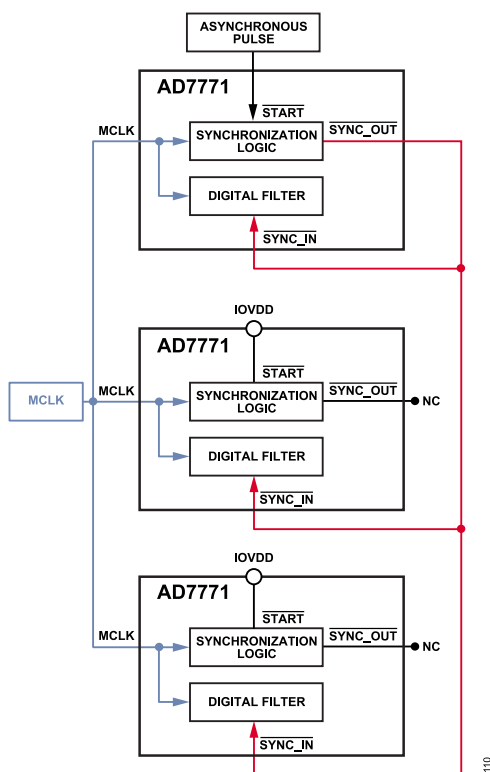 ASYNCHRONOUS
PULSE
AD7771
START
SYNC_OUT
MCLK
SYNCHRONIZATION
LOGIC
DIGITAL FILTER
SYNC_IN
IOVDD
AD7771
START
MCLK
MCLK
SYNCHRONIZATION
LOGIC
SYNC_OUT
NC
DIGITAL FILTER
SYNC_IN
IOVDD
AD7771
START
MCLK
SYNCHRONIZATION
LOGIC
SYNC_OUT
NC
DIGITAL FILTER
SYNC_IN
110